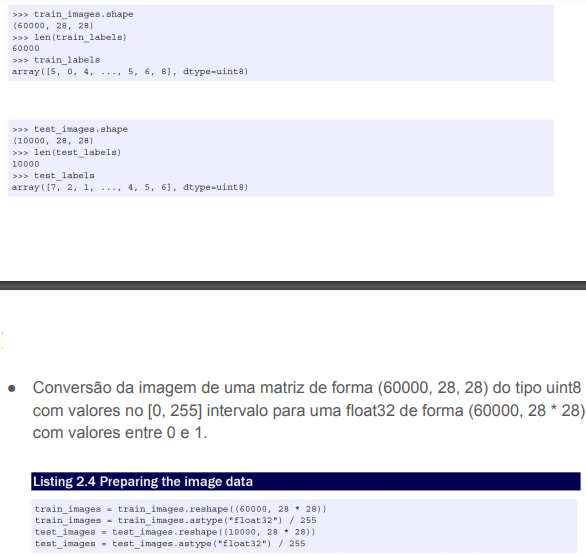 >>> train_images.shape
(60000, 28, 28)
>>> len(train_labels)
60000
>>> train_labels
array([5, 0, 4, ..., 5, 6, 8], dtype=uint8)
>>> test_images.shape
(10000, 28, 28)
>>> len(test_labels)
10000
>>> test_labels
array([7, 2, 1, ..., 4, 5, 6], dtype=uint8)
● Conversão da imagem de uma matriz de forma (60000, 28, 28) do tipo uint8
com valores no [0, 255] intervalo para uma float32 de forma (60000, 28 * 28)
com valores entre 0 e 1.
Listing 2.4 Preparing the image data
train_images = train_images.reshape((60000, 28 * 28))
train_images = train_images.astype("float32") / 255
test_images = test_images.reshape((10000, 28 * 28))
test_images = test_images.astype("float32") / 255